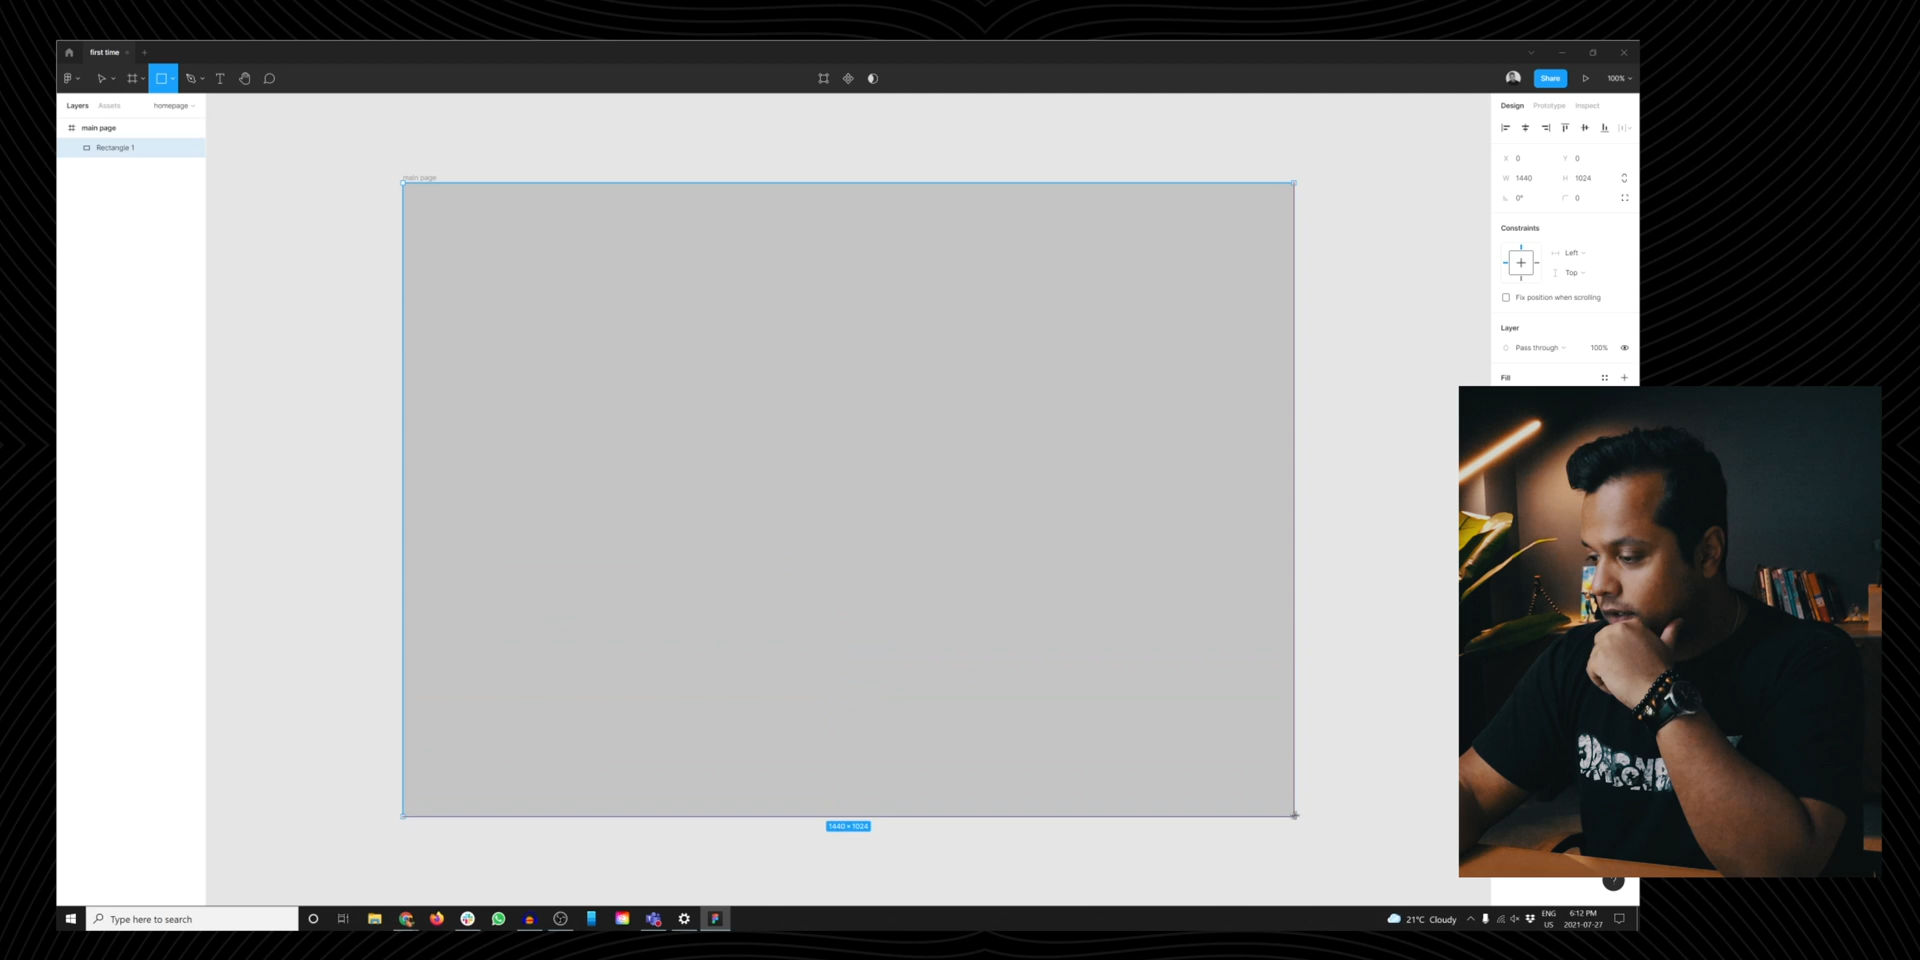 first time
Share
100%
Layers
Assets
homepage
Design
Prototype
Inspect
main page
Rectangle 1
X 0
Y 0
W 1440
H 1024
0°
0
Constraints
Left
Top
Fix position when scrolling
Layer
Pass through
100%
Fill
main page
1440 × 1024
Type here to search
21°C Cloudy
ENG
US
6:12 PM
2021-07-27